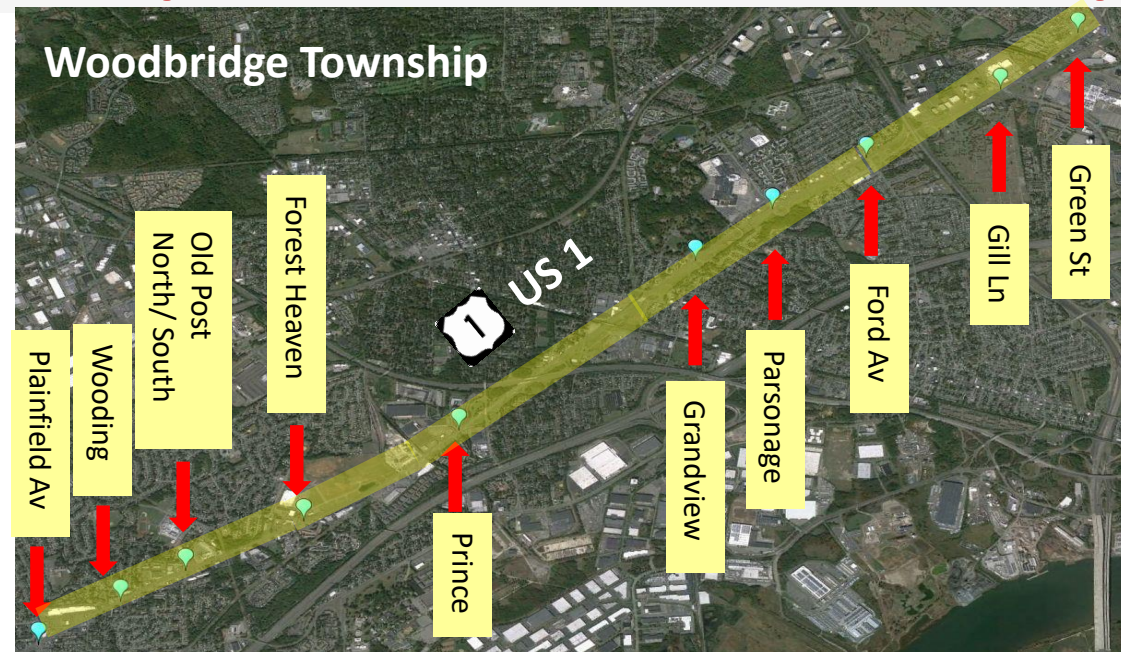 Woodbridge Township
Plainfield Av
Wooding
Old Post
North/ South
Forest Heaven
1
US 1
Prince
Grandview
Parsonage
Ford Av
Gill Ln
Green St